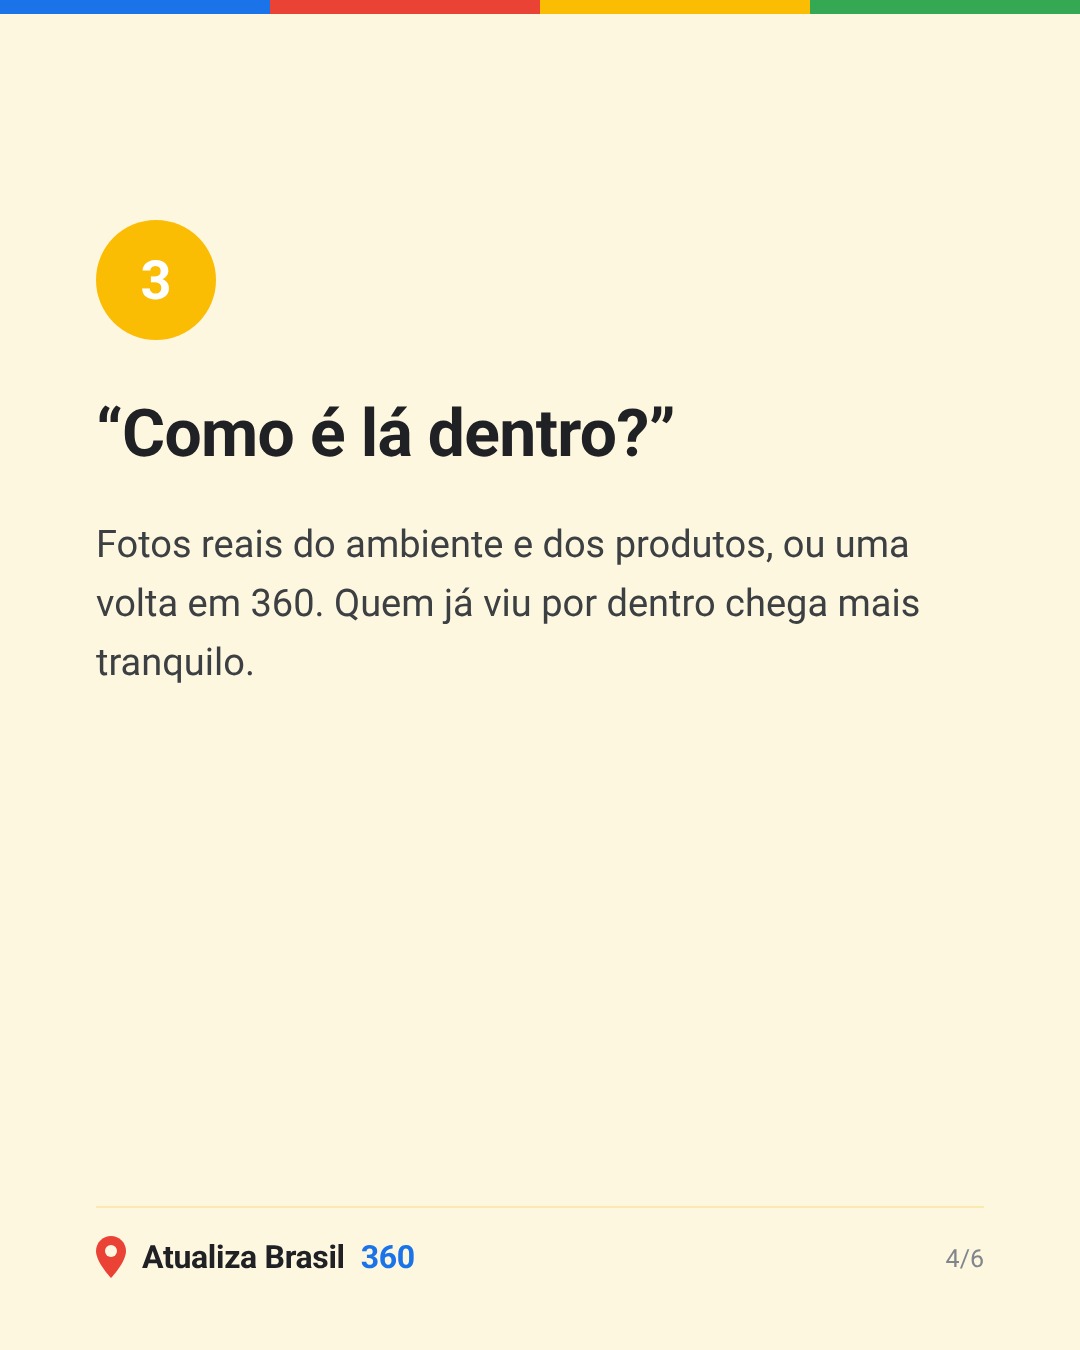 3
“Como é lá dentro?”
Fotos reais do ambiente e dos produtos, ou uma
volta em 360. Quem já viu por dentro chega mais
tranquilo.
Atualiza Brasil 360
4/6